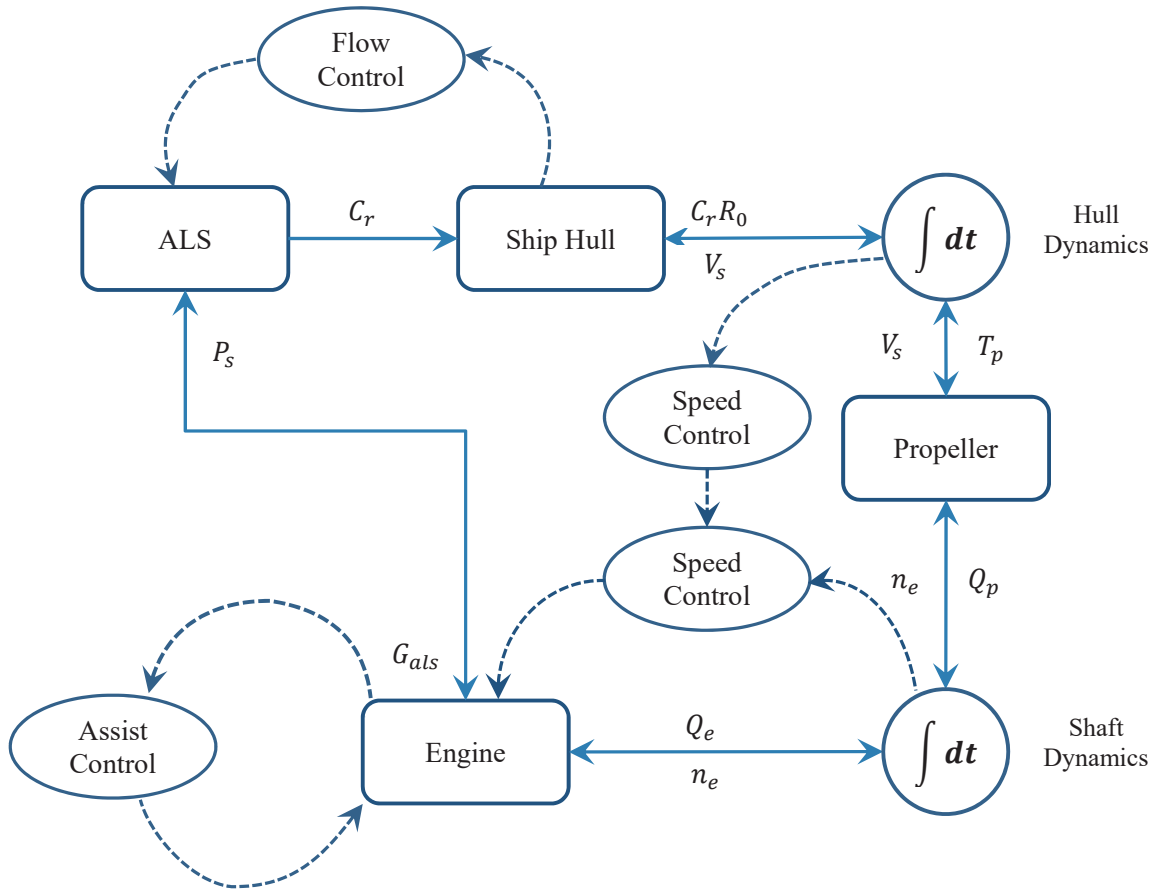 Flow
Control
ALS
C_r
Ship Hull
C_r R_0
V_s
∫ dt
Hull
Dynamics
P_s
V_s
T_p
Speed
Control
Propeller
Speed
Control
n_e
Q_p
G_als
Assist
Control
Engine
Q_e
n_e
∫ dt
Shaft
Dynamics